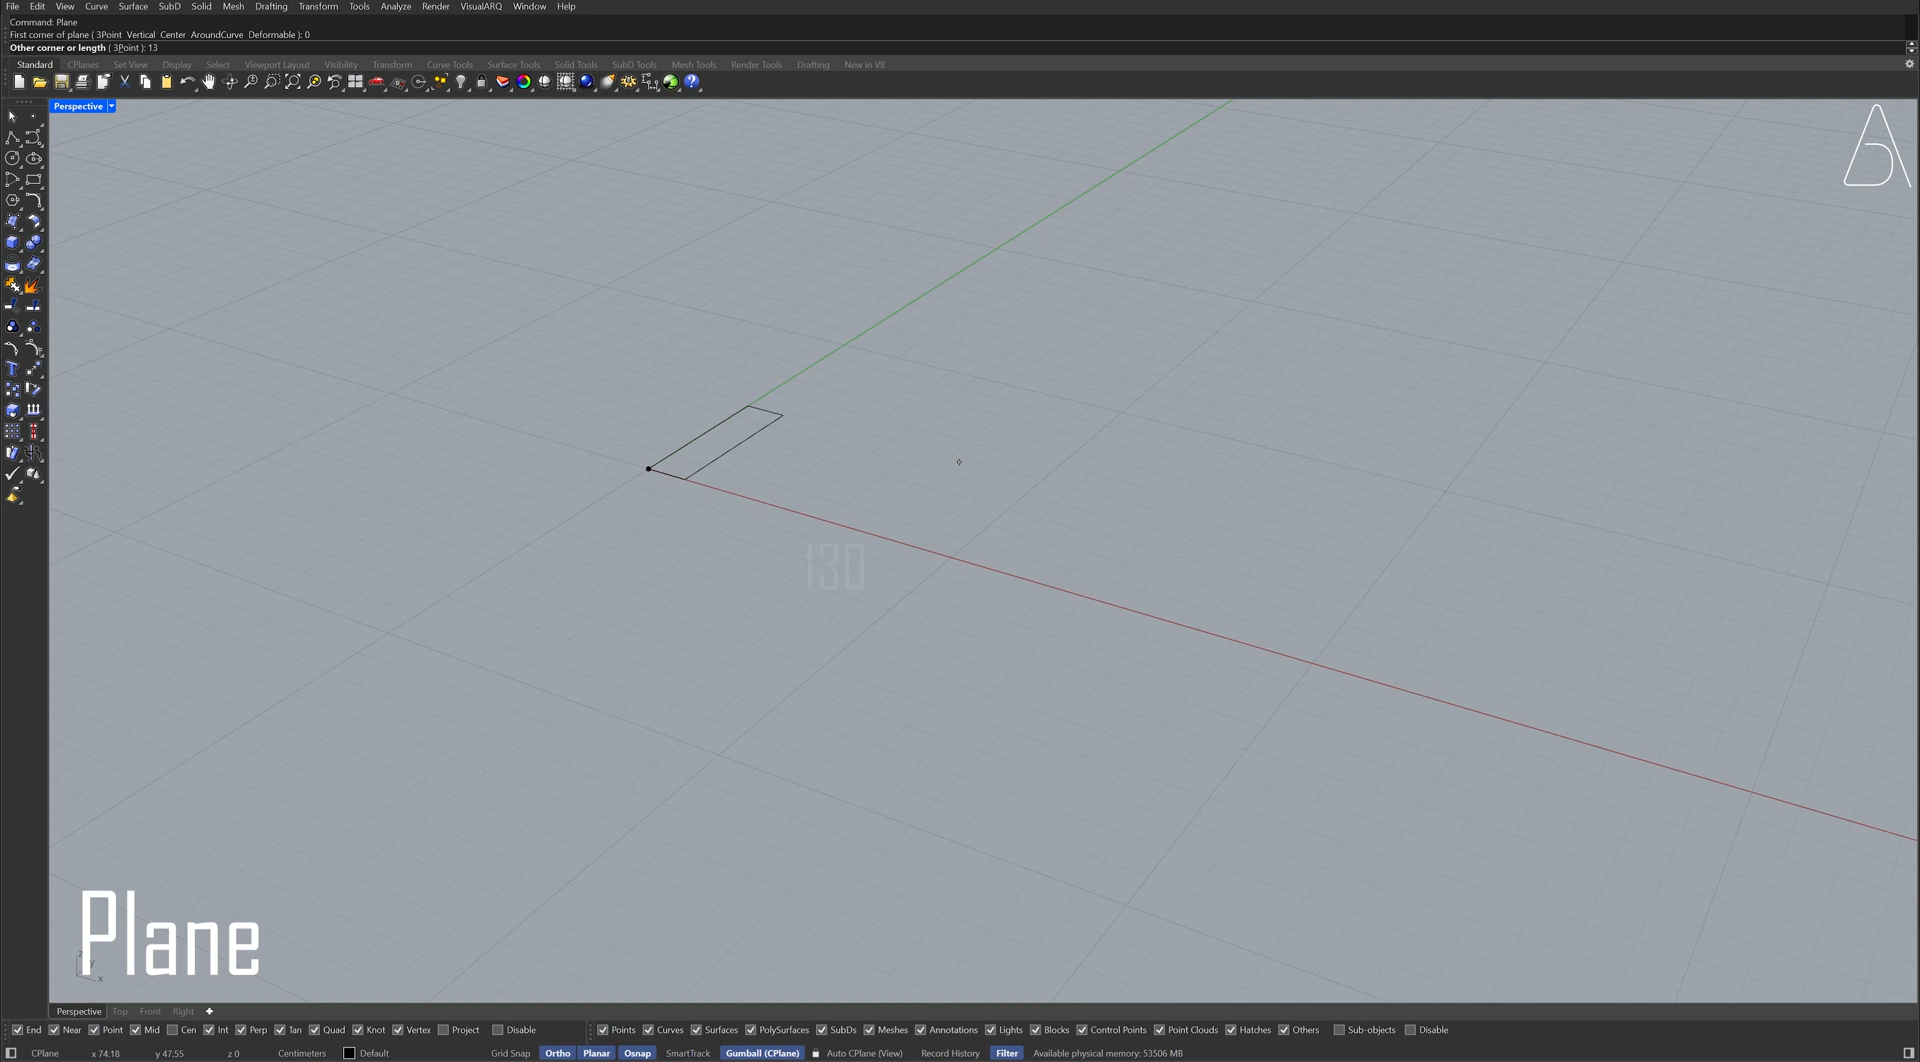 File Edit View Curve Surface SubD Solid Mesh Drafting Transform Tools Analyze Render VisualARQ Window Help
Command: Plane
First corner of plane ( 3Point Vertical Center AroundCurve Deformable ): 0
Other corner or length ( 3Point ): 13
Standard CPlanes Set View Display Select Viewport Layout Visibility Transform Curve Tools Surface Tools Solid Tools SubD Tools Mesh Tools Render Tools Drafting New in V8
Perspective
130
Plane
z
y
x
Perspective Top Front Right
End Near Point Mid Cen Int Perp Tan Quad Knot Vertex Project Disable Points Curves Surfaces PolySurfaces SubDs Meshes Annotations Lights Blocks Control Points Point Clouds Hatches Others Sub-objects Disable
CPlane x 74.18 y 47.55 z 0 Centimeters Default Grid Snap Ortho Planar Osnap SmartTrack Gumball (CPlane) Auto CPlane (View) Record History Filter Available physical memory: 53506 MB